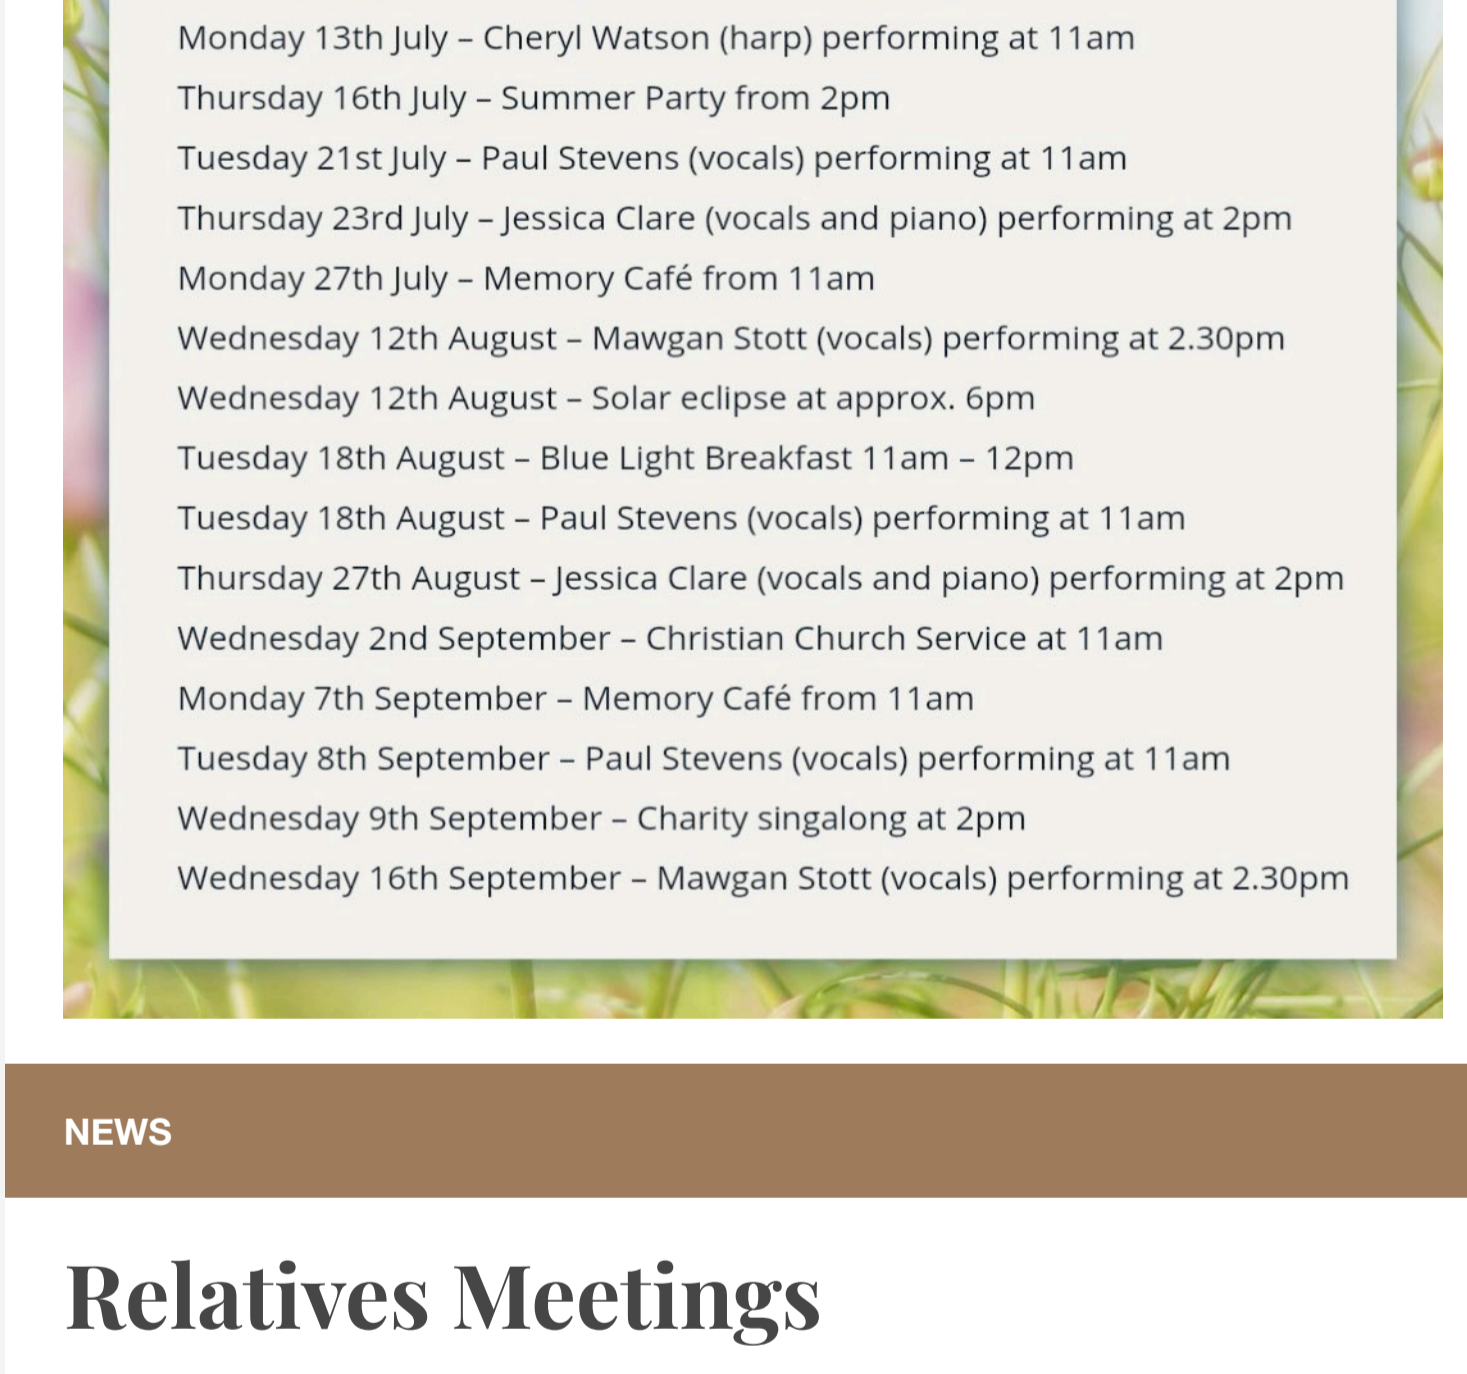 Monday 13th July – Cheryl Watson (harp) performing at 11am
Thursday 16th July – Summer Party from 2pm
Tuesday 21st July – Paul Stevens (vocals) performing at 11am
Thursday 23rd July – Jessica Clare (vocals and piano) performing at 2pm
Monday 27th July – Memory Café from 11am
Wednesday 12th August – Mawgan Stott (vocals) performing at 2.30pm
Wednesday 12th August – Solar eclipse at approx. 6pm
Tuesday 18th August – Blue Light Breakfast 11am – 12pm
Tuesday 18th August – Paul Stevens (vocals) performing at 11am
Thursday 27th August – Jessica Clare (vocals and piano) performing at 2pm
Wednesday 2nd September – Christian Church Service at 11am
Monday 7th September – Memory Café from 11am
Tuesday 8th September – Paul Stevens (vocals) performing at 11am
Wednesday 9th September – Charity singalong at 2pm
Wednesday 16th September – Mawgan Stott (vocals) performing at 2.30pm
NEWS
Relatives Meetings